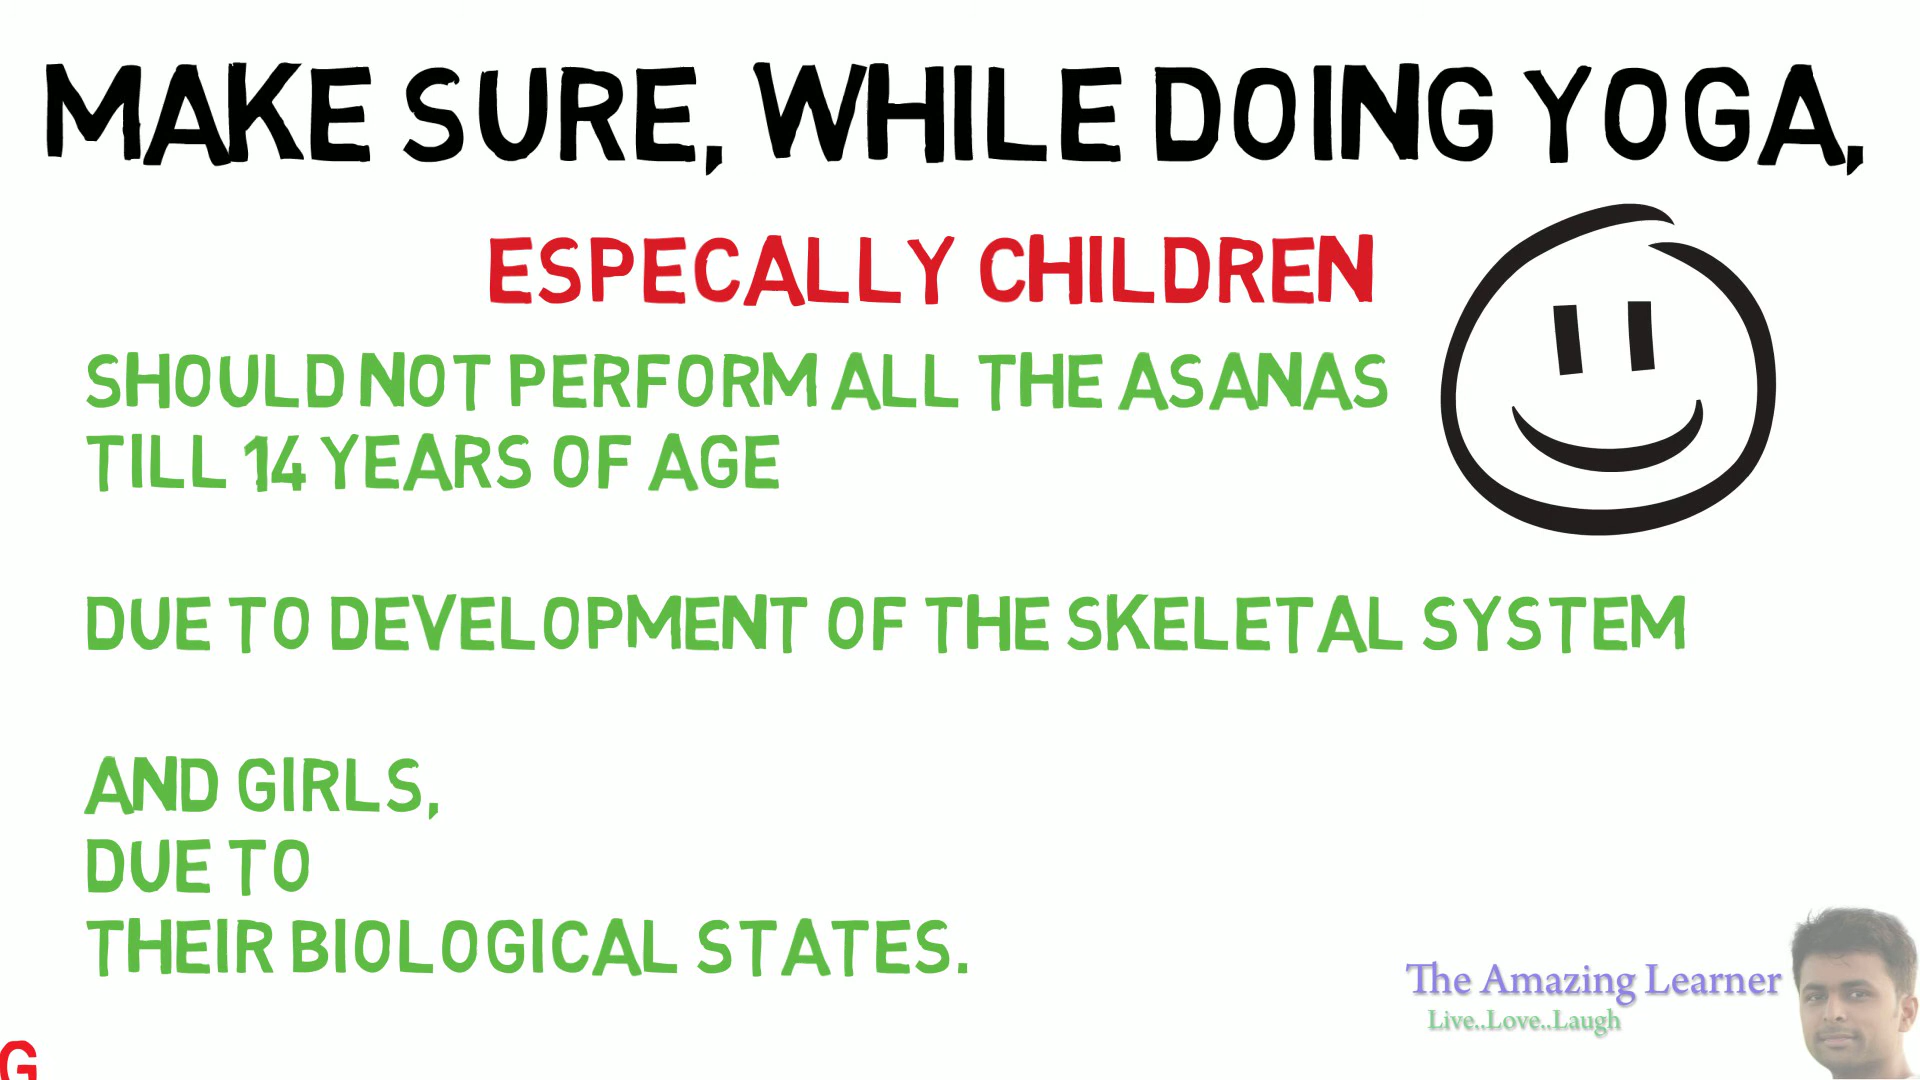 MAKE SURE, WHILE DOING YOGA,
ESPECALLY CHILDREN
SHOULD NOT PERFORM ALL THE ASANAS
TILL 14 YEARS OF AGE
DUE TO DEVELOPMENT OF THE SKELETAL SYSTEM
AND GIRLS,
DUE TO
THEIR BIOLOGICAL STATES.
The Amazing Learner
Live..Love..Laugh
G